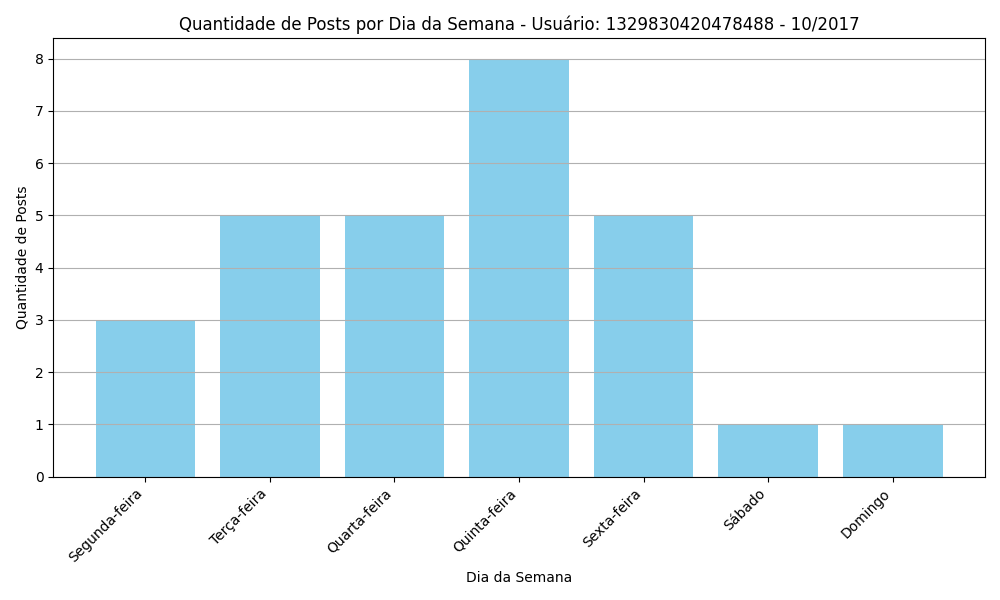 Quantidade de Posts por Dia da Semana - Usuário: 1329830420478488 - 10/2017
Quantidade de Posts
8
7
6
5
4
3
2
1
0
Segunda-feira
Terça-feira
Quarta-feira
Quinta-feira
Sexta-feira
Sábado
Domingo
Dia da Semana